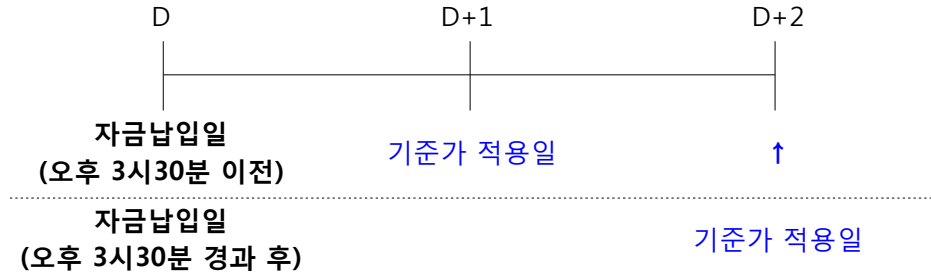 D D+1 D+2
자금납입일
(오후 3시30분 이전)
기준가 적용일
↑
자금납입일
(오후 3시30분 경과 후)
기준가 적용일